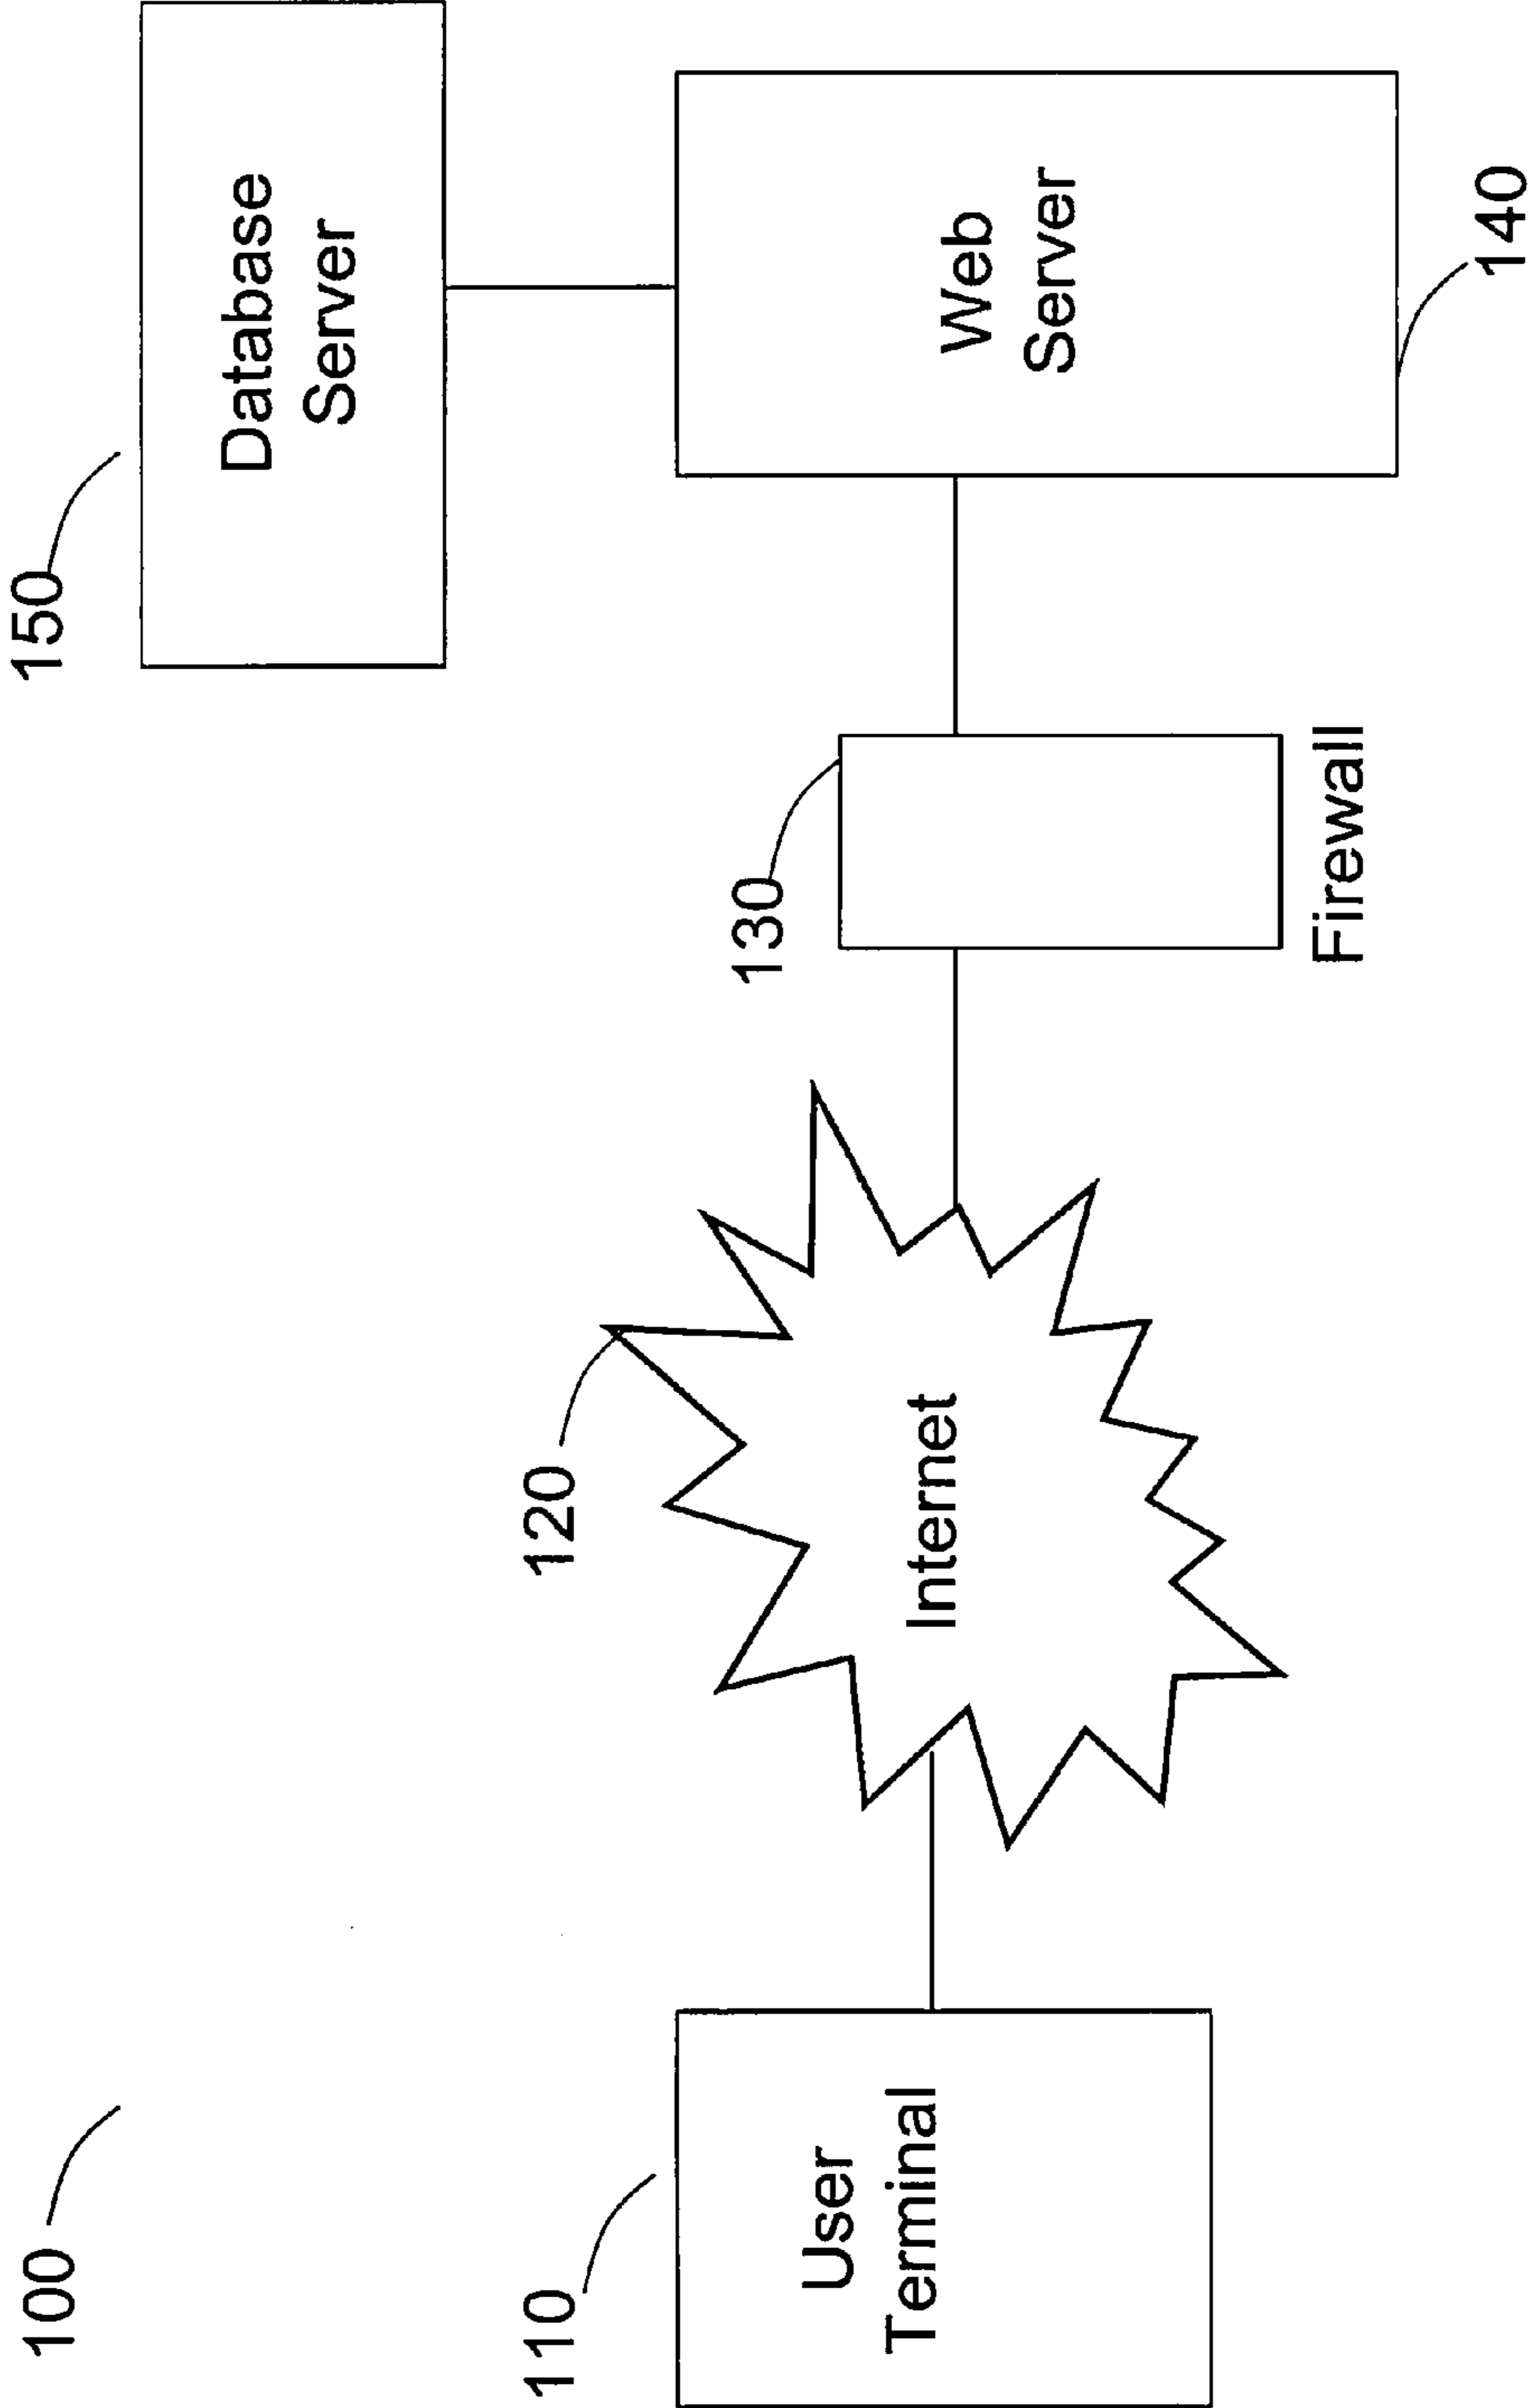 100
150
Database
Server
110
User
Terminal
120
Internet
130
Firewall
Web
Server
140